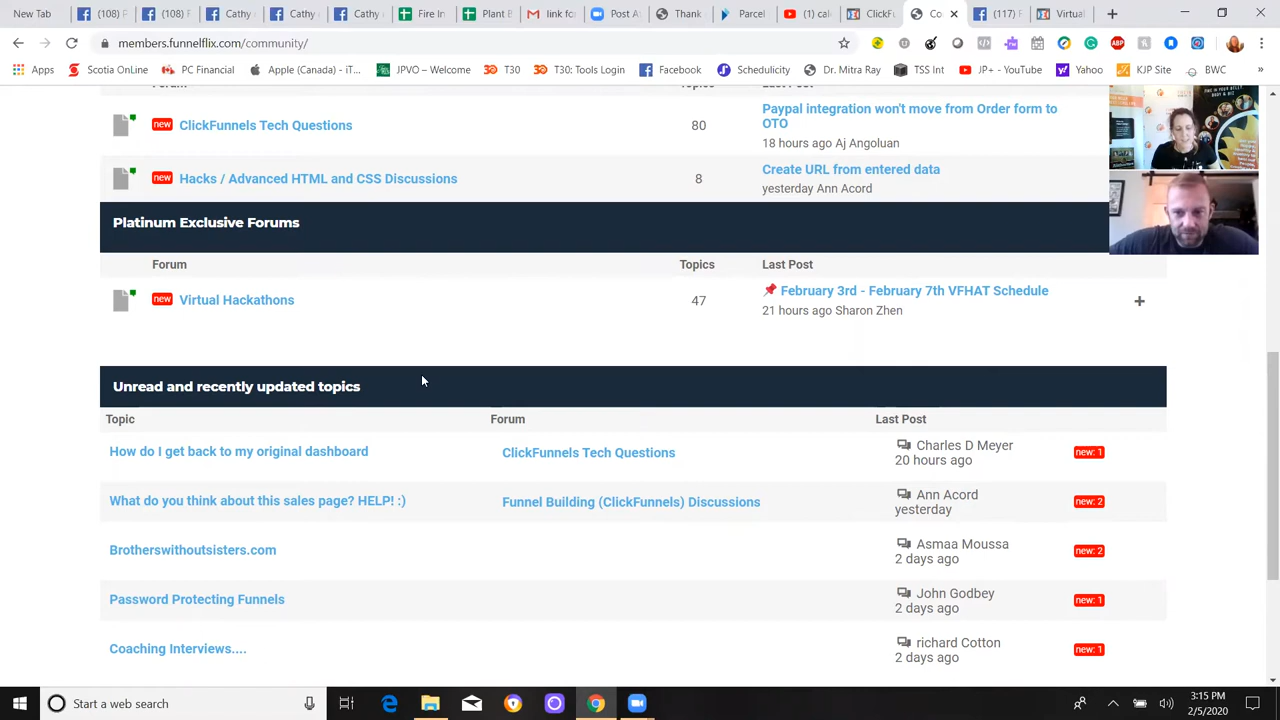 New Tab
(108) F
(108) F
Cathy
Cathy
Fire In
Plant B
link fo
Post A
Thank
Parcel
(1) cal
ClickF
Co
(117) F
Virtual
members.funnelflix.com/community/
Apps
Scotia OnLine
PC Financial
Apple (Canada) - iT...
JPVO – Welcome
T30
T30: Tools Login
Facebook
Schedulicity
Dr. Mitra Ray
TSS Int
JP+ - YouTube
Yahoo
KJP Site
BWC
Forum
Topics
Last Post
new ClickFunnels Tech Questions
80
Paypal integration won't move from Order form to
OTO
18 hours ago Aj Angoluan
new Hacks / Advanced HTML and CSS Discussions
8
Create URL from entered data
yesterday Ann Acord
Platinum Exclusive Forums
Forum
Topics
Last Post
new Virtual Hackathons
47
February 3rd - February 7th VFHAT Schedule
21 hours ago Sharon Zhen
Unread and recently updated topics
Topic
Forum
Last Post
How do I get back to my original dashboard
ClickFunnels Tech Questions
Charles D Meyer
20 hours ago
new: 1
What do you think about this sales page? HELP! :)
Funnel Building (ClickFunnels) Discussions
Ann Acord
yesterday
new: 2
Brotherswithoutsisters.com
Asmaa Moussa
2 days ago
new: 2
Password Protecting Funnels
John Godbey
2 days ago
new: 1
Coaching Interviews....
richard Cotton
2 days ago
new: 1
Start a web search
3:15 PM
2/5/2020